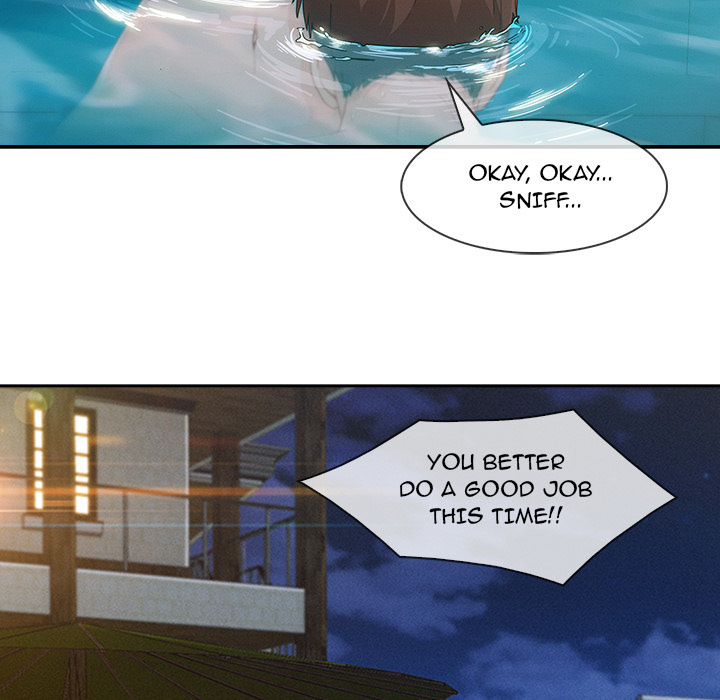 OKAY, OKAY...
SNIFF...
YOU BETTER
DO A GOOD JOB
THIS TIME!!